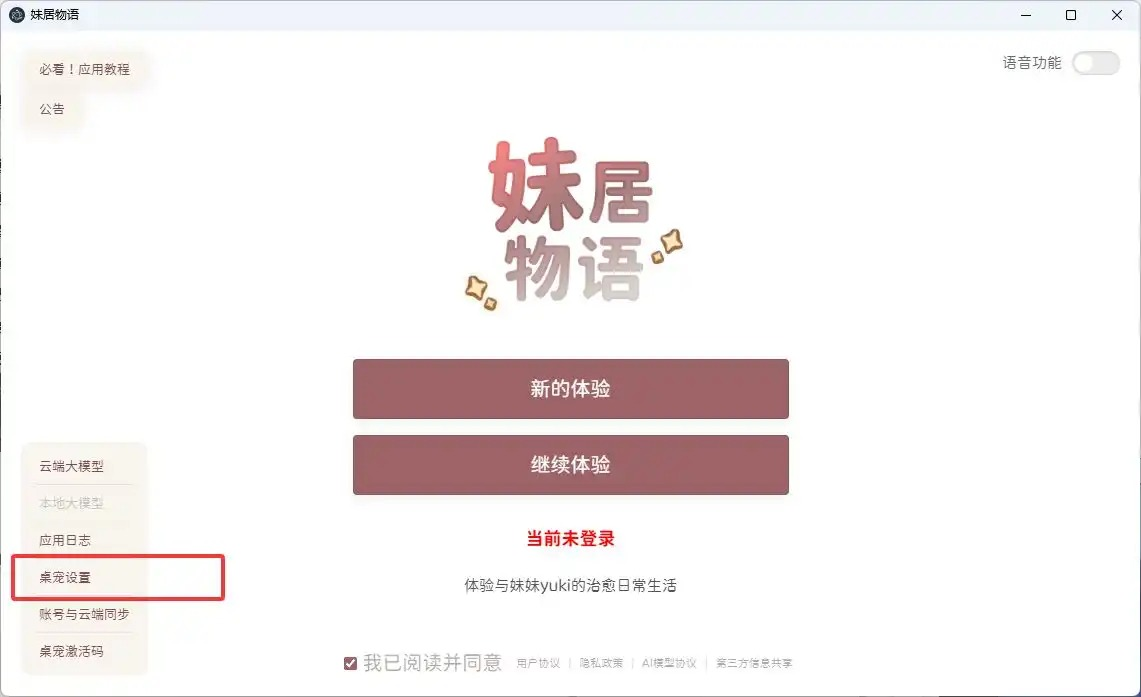 妹居物语
必看！应用教程
公告
语音功能
妹居
物语
新的体验
继续体验
当前未登录
体验与妹妹yuki的治愈日常生活
云端大模型
本地大模型
应用日志
桌宠设置
账号与云端同步
桌宠激活码
我已阅读并同意 用户协议 | 隐私政策 | AI模型协议 | 第三方信息共享